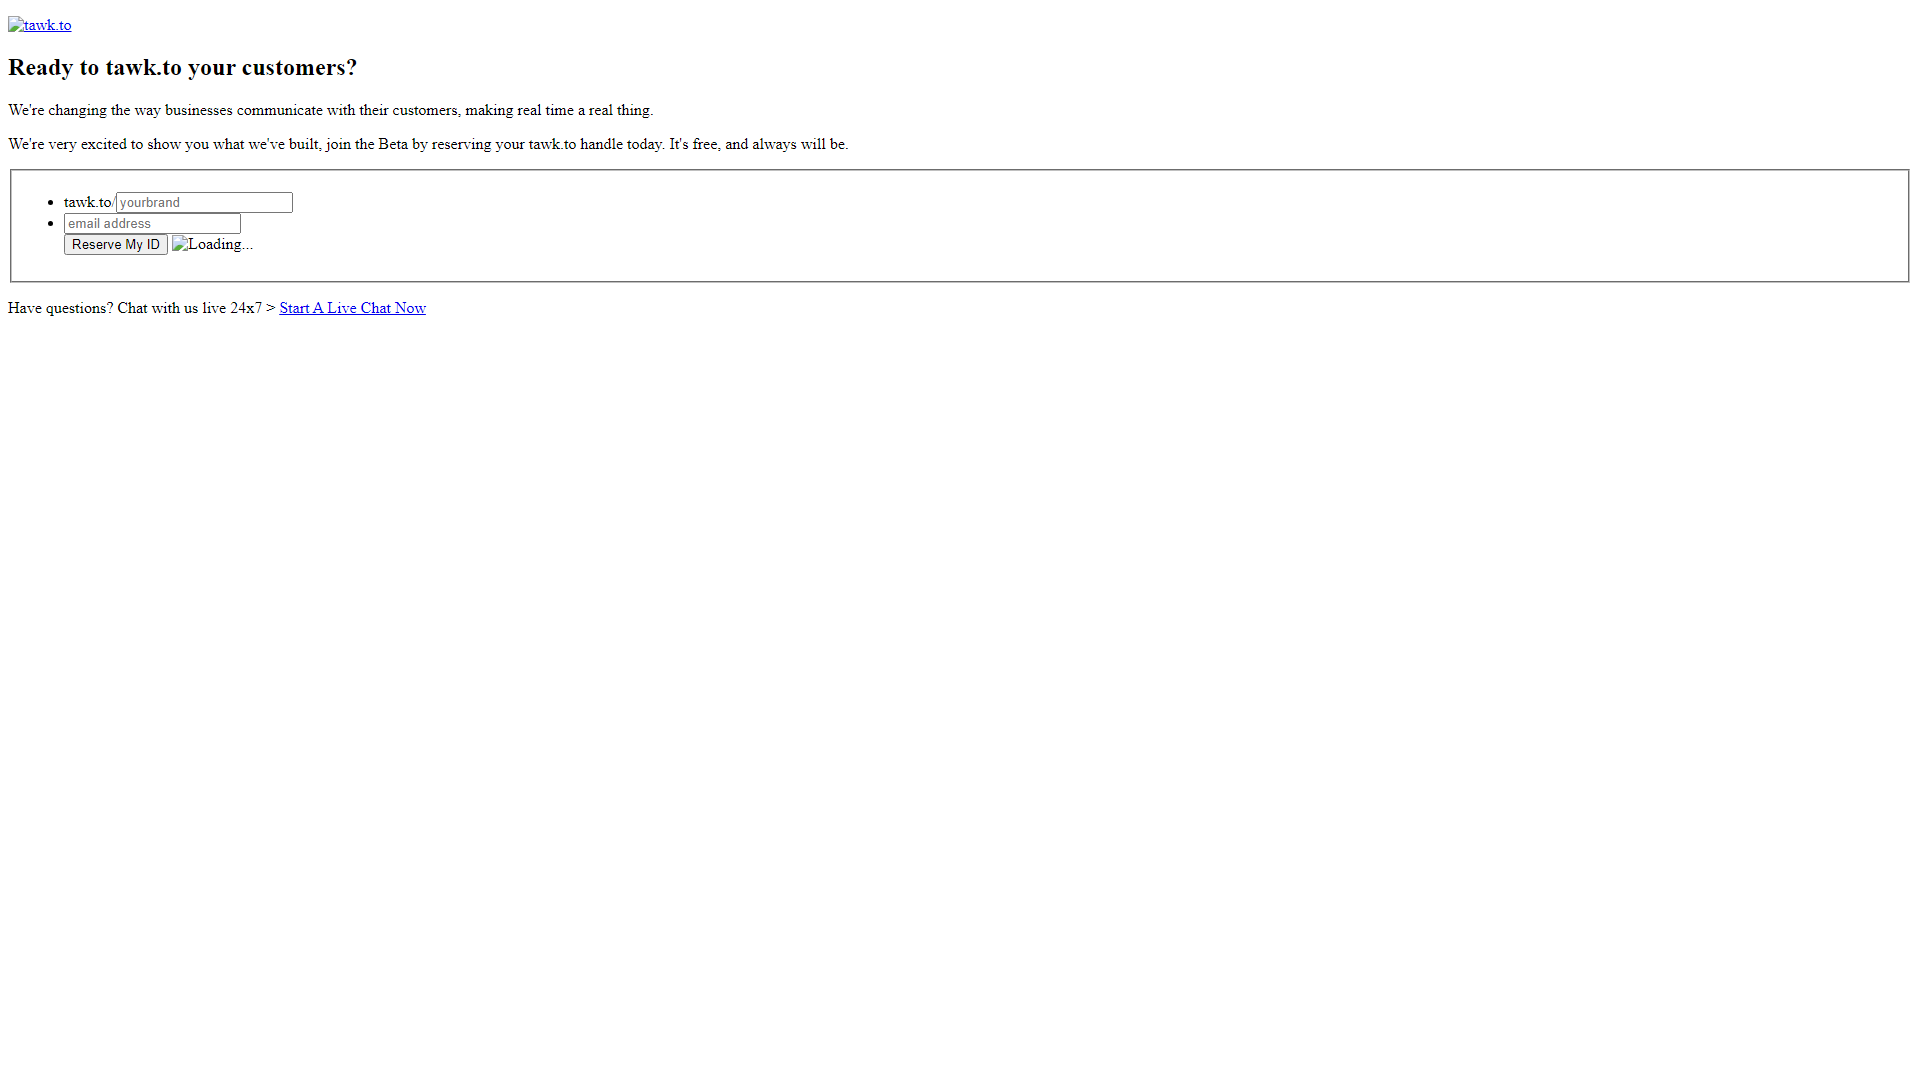 tawk.to
Ready to tawk.to your customers?
We're changing the way businesses communicate with their customers, making real time a real thing.
We're very excited to show you what we've built, join the Beta by reserving your tawk.to handle today. It's free, and always will be.
tawk.to/ yourbrand
email address
Reserve My ID Loading...
Have questions? Chat with us live 24x7 > Start A Live Chat Now